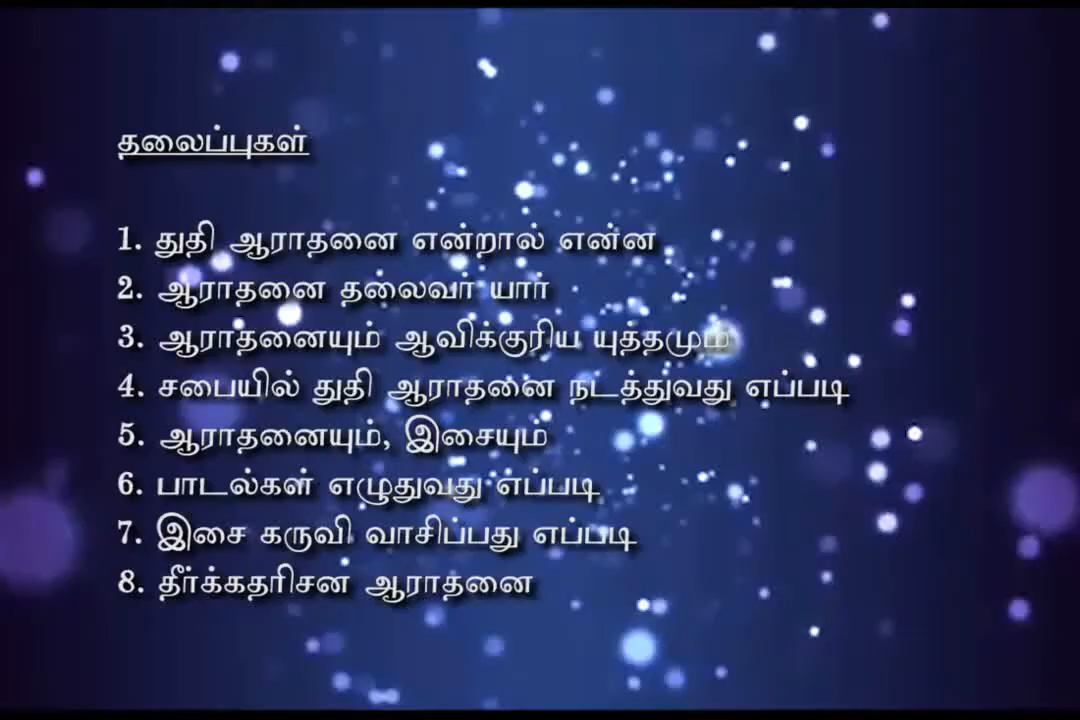 தலைப்புகள்
1. துதி ஆராதனை என்றால் என்ன
2. ஆராதனை தலைவர் யார்
3. ஆராதனையும் ஆவிக்குரிய யுத்தமும்
4. சபையில் துதி ஆராதனை நடத்துவது எப்படி
5. ஆராதனையும், இசையும்
6. பாடல்கள் எழுதுவது எப்படி
7. இசை கருவி வாசிப்பது எப்படி
8. தீர்க்கதரிசன ஆராதனை